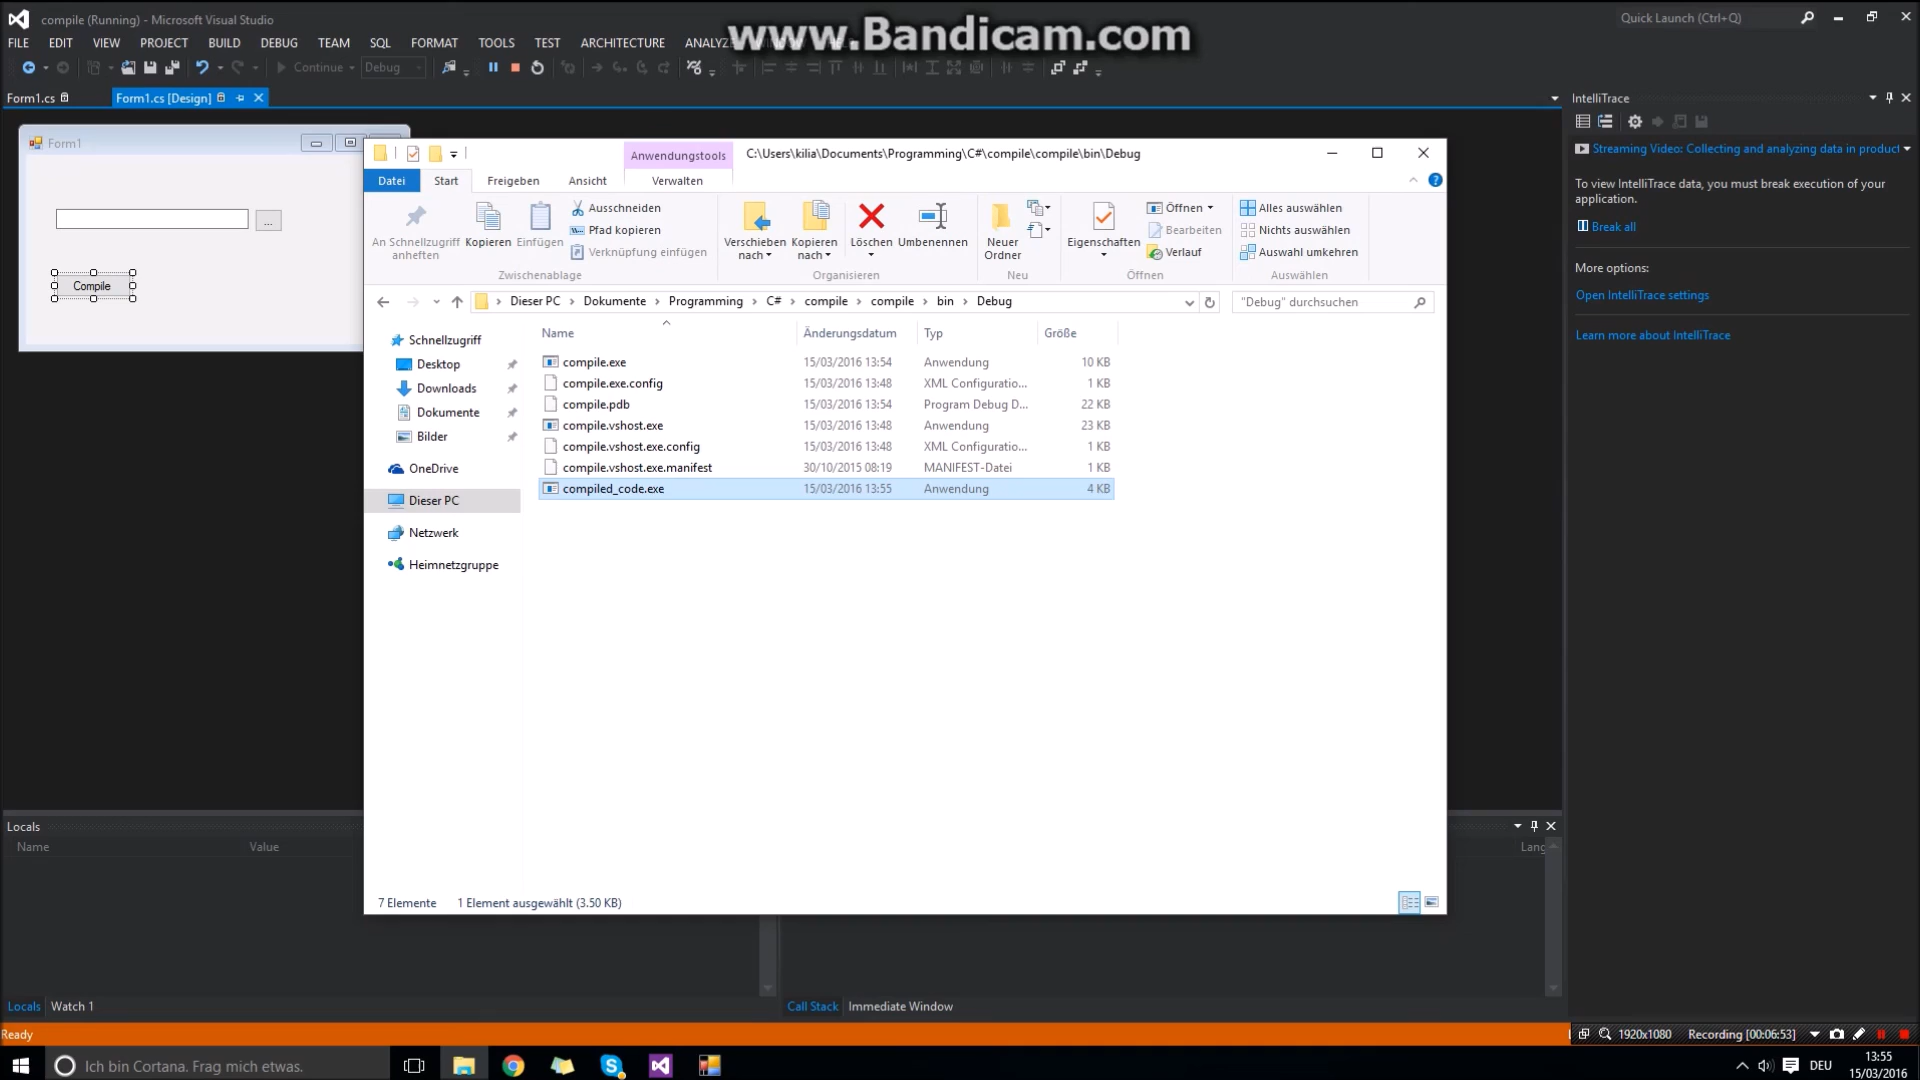 compile (Running) - Microsoft Visual Studio
www.Bandicam.com
Quick Launch (Ctrl+Q)
FILE EDIT VIEW PROJECT BUILD DEBUG TEAM SQL FORMAT TOOLS TEST ARCHITECTURE ANALYZE
Continue Debug
Form1.cs Form1.cs [Design]
IntelliTrace
Streaming Video: Collecting and analyzing data in product
To view IntelliTrace data, you must break execution of your
application.
Break all
More options:
Open IntelliTrace settings
Learn more about IntelliTrace
Form1
...
Compile
Anwendungstools
C:\Users\kilia\Documents\Programming\C#\compile\compile\bin\Debug
Datei Start Freigeben Ansicht Verwalten
An Schnellzugriff
anheften
Kopieren
Einfügen
Ausschneiden
Pfad kopieren
Verknüpfung einfügen
Zwischenablage
Verschieben
nach
Kopieren
nach
Löschen
Umbenennen
Organisieren
Neuer
Ordner
Neu
Eigenschaften
Öffnen
Bearbeiten
Verlauf
Öffnen
Alles auswählen
Nichts auswählen
Auswahl umkehren
Auswählen
Dieser PC Dokumente Programming C# compile compile bin Debug
"Debug" durchsuchen
Schnellzugriff
Desktop
Downloads
Dokumente
Bilder
OneDrive
Dieser PC
Netzwerk
Heimnetzgruppe
Name Änderungsdatum Typ Größe
compile.exe 15/03/2016 13:54 Anwendung 10 KB
compile.exe.config 15/03/2016 13:48 XML Configuratio... 1 KB
compile.pdb 15/03/2016 13:54 Program Debug D... 22 KB
compile.vshost.exe 15/03/2016 13:48 Anwendung 23 KB
compile.vshost.exe.config 15/03/2016 13:48 XML Configuratio... 1 KB
compile.vshost.exe.manifest 30/10/2015 08:19 MANIFEST-Datei 1 KB
compiled_code.exe 15/03/2016 13:55 Anwendung 4 KB
7 Elemente 1 Element ausgewählt (3.50 KB)
Locals
Name Value
Lang
Locals Watch 1
Call Stack Immediate Window
Ready
1920x1080 Recording [00:06:53]
Ich bin Cortana. Frag mich etwas.
DEU
13:55
15/03/2016